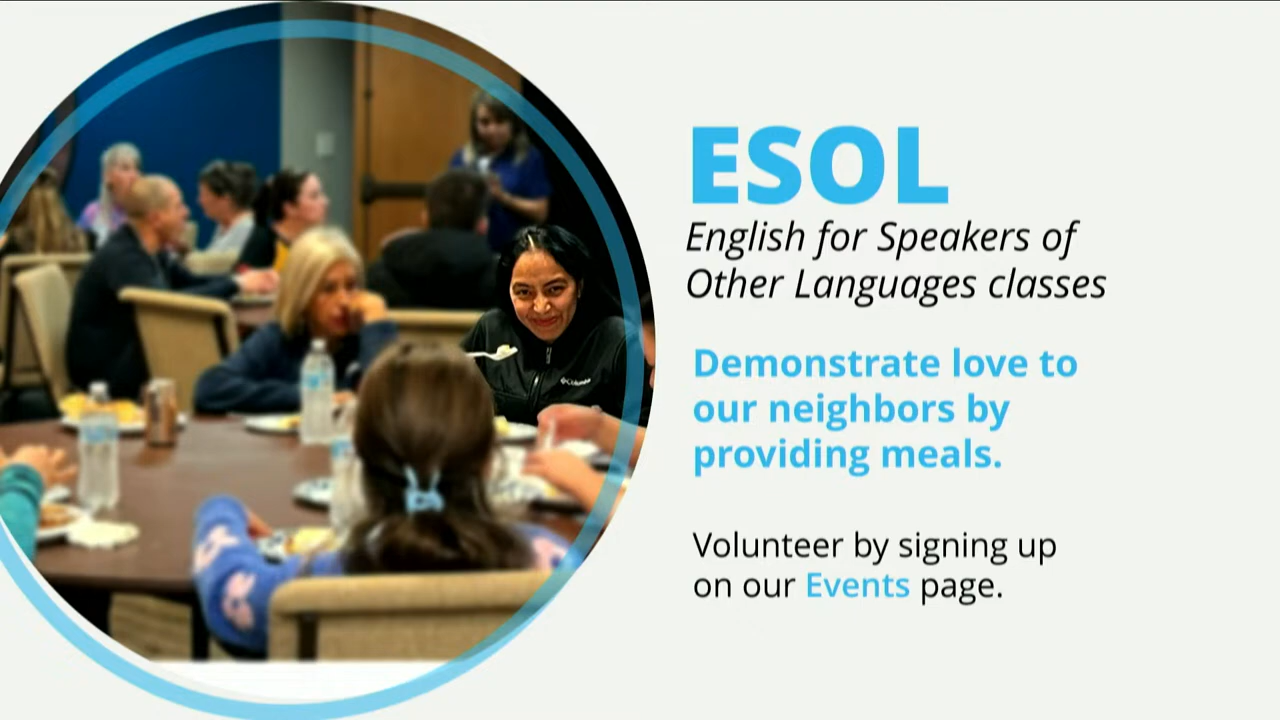 ESOL
English for Speakers of
Other Languages classes
Demonstrate love to
our neighbors by
providing meals.
Volunteer by signing up
on our Events page.
Columbia